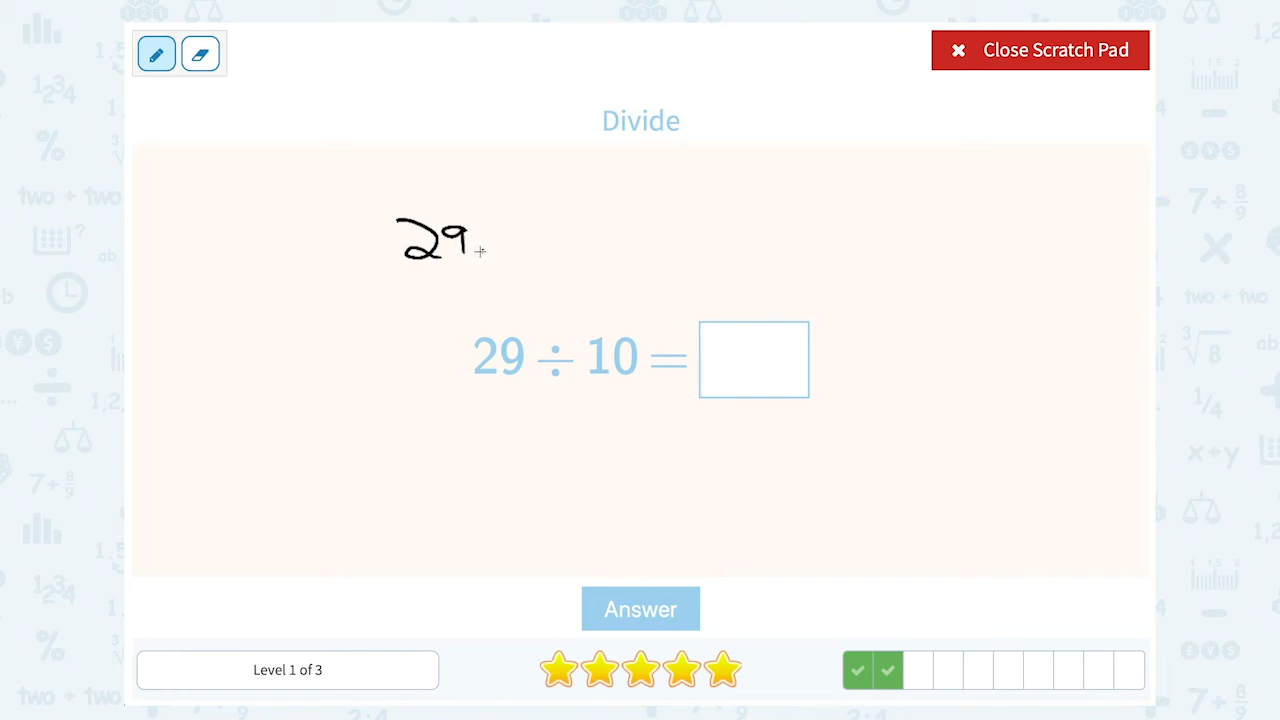 Close Scratch Pad
Divide
29
29 ÷ 10 =
Answer
Level 1 of 3